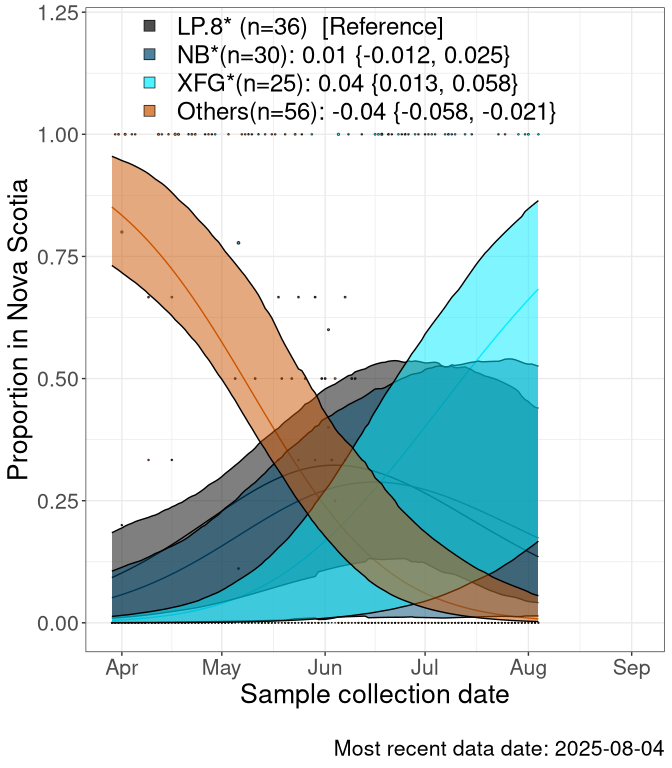 LP.8* (n=36)  [Reference]
NB*(n=30): 0.01 {-0.012, 0.025}
XFG*(n=25): 0.04 {0.013, 0.058}
Others(n=56): -0.04 {-0.058, -0.021}
1.25
1.00
0.75
0.50
0.25
0.00
Proportion in Nova Scotia
Apr May Jun Jul Aug Sep
Sample collection date
Most recent data date: 2025-08-04